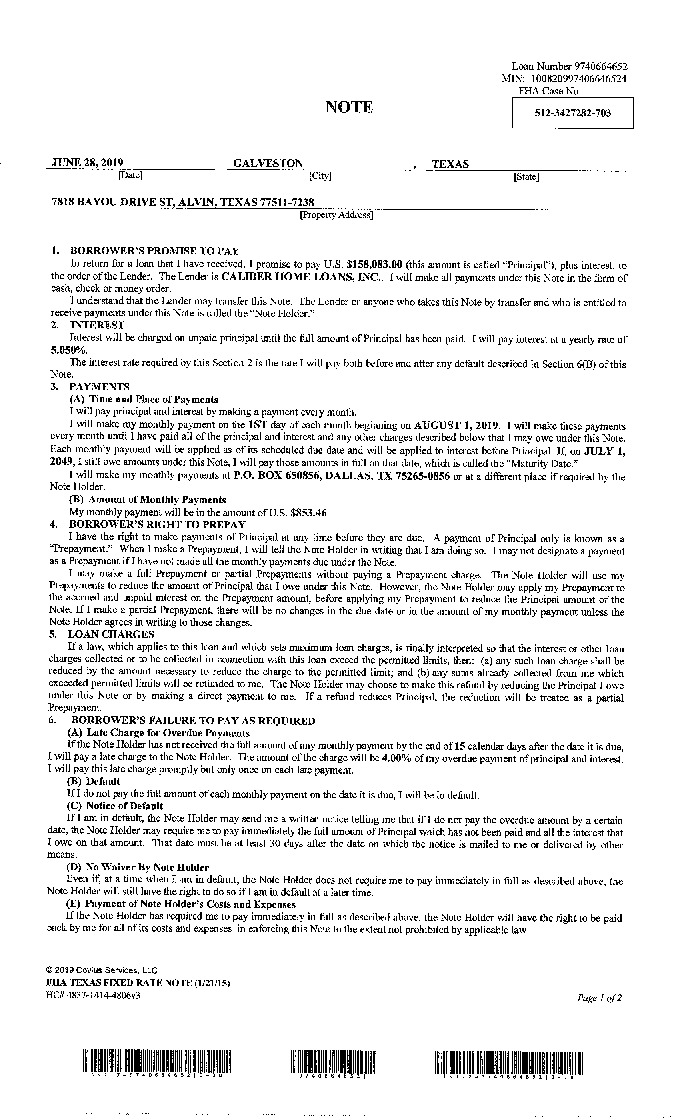 Loan Number 9740664652
MIN: 100820997406646524
FHA Case No
NOTE
512-3427282-703
JUNE 28, 2019 GALVESTON , TEXAS
[Date] [City] [State]
7818 BAYOU DRIVE ST, ALVIN, TEXAS 77511-7238
[Property Address]
1. BORROWER'S PROMISE TO PAY
In return for a loan that I have received, I promise to pay U.S. $158,083.00 (this amount is called "Principal"), plus interest, to
the order of the Lender. The Lender is CALIBER HOME LOANS, INC.. I will make all payments under this Note in the form of
cash, check or money order.
I understand that the Lender may transfer this Note. The Lender or anyone who takes this Note by transfer and who is entitled to
receive payments under this Note is called the "Note Holder."
2. INTEREST
Interest will be charged on unpaid principal until the full amount of Principal has been paid. I will pay interest at a yearly rate of
5.050%.
The interest rate required by this Section 2 is the rate I will pay both before and after any default described in Section 6(B) of this
Note.
3. PAYMENTS
(A) Time and Place of Payments
I will pay principal and interest by making a payment every month.
I will make my monthly payment on the 1ST day of each month beginning on AUGUST 1, 2019. I will make these payments
every month until I have paid all of the principal and interest and any other charges described below that I may owe under this Note.
Each monthly payment will be applied as of its scheduled due date and will be applied to interest before Principal. If, on JULY 1,
2049, I still owe amounts under this Note, I will pay those amounts in full on that date, which is called the "Maturity Date."
I will make my monthly payments at P.O. BOX 650856, DALLAS, TX 75265-0856 or at a different place if required by the
Note Holder.
(B) Amount of Monthly Payments
My monthly payment will be in the amount of U.S. $853.46
4. BORROWER'S RIGHT TO PREPAY
I have the right to make payments of Principal at any time before they are due. A payment of Principal only is known as a
"Prepayment." When I make a Prepayment, I will tell the Note Holder in writing that I am doing so. I may not designate a payment
as a Prepayment if I have not made all the monthly payments due under the Note.
I may make a full Prepayment or partial Prepayments without paying a Prepayment charge. The Note Holder will use my
Prepayments to reduce the amount of Principal that I owe under this Note. However, the Note Holder may apply my Prepayment to
the accrued and unpaid interest on the Prepayment amount, before applying my Prepayment to reduce the Principal amount of the
Note. If I make a partial Prepayment, there will be no changes in the due date or in the amount of my monthly payment unless the
Note Holder agrees in writing to those changes.
5. LOAN CHARGES
If a law, which applies to this loan and which sets maximum loan charges, is finally interpreted so that the interest or other loan
charges collected or to be collected in connection with this loan exceed the permitted limits, then: (a) any such loan charge shall be
reduced by the amount necessary to reduce the charge to the permitted limit; and (b) any sums already collected from me which
exceeded permitted limits will be refunded to me. The Note Holder may choose to make this refund by reducing the Principal I owe
under this Note or by making a direct payment to me. If a refund reduces Principal, the reduction will be treated as a partial
Prepayment.
6. BORROWER'S FAILURE TO PAY AS REQUIRED
(A) Late Charge for Overdue Payments
If the Note Holder has not received the full amount of any monthly payment by the end of 15 calendar days after the date it is due,
I will pay a late charge to the Note Holder. The amount of the charge will be 4.00% of my overdue payment of principal and interest.
I will pay this late charge promptly but only once on each late payment.
(B) Default
If I do not pay the full amount of each monthly payment on the date it is due, I will be in default.
(C) Notice of Default
If I am in default, the Note Holder may send me a written notice telling me that if I do not pay the overdue amount by a certain
date, the Note Holder may require me to pay immediately the full amount of Principal which has not been paid and all the interest that
I owe on that amount. That date must be at least 30 days after the date on which the notice is mailed to me or delivered by other
means.
(D) No Waiver By Note Holder
Even if, at a time when I am in default, the Note Holder does not require me to pay immediately in full as described above, the
Note Holder will still have the right to do so if I am in default at a later time.
(E) Payment of Note Holder's Costs and Expenses
If the Note Holder has required me to pay immediately in full as described above, the Note Holder will have the right to be paid
back by me for all of its costs and expenses in enforcing this Note to the extent not prohibited by applicable law
© 2019 Covius Services, LLC
FHA TEXAS FIXED RATE NOTE (1/21/15)
HC# 4837-1414-4806v3
Page 1 of 2